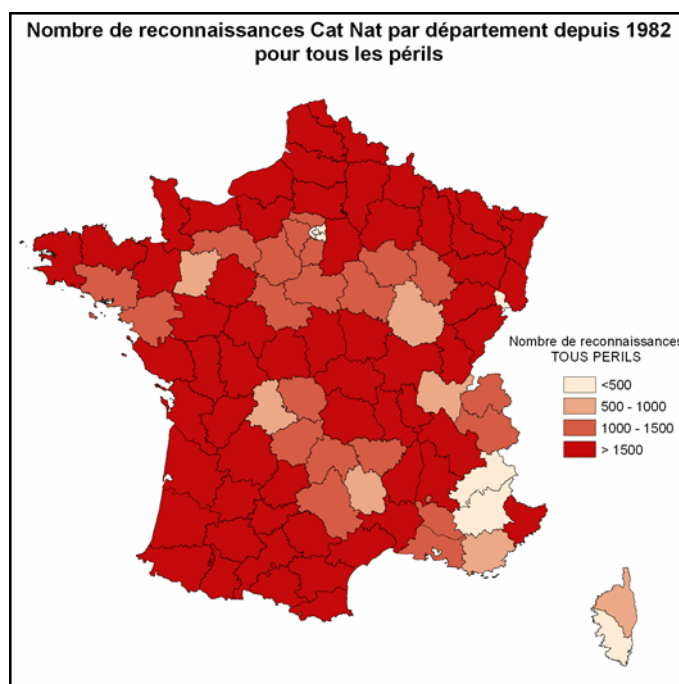 Nombre de reconnaissances Cat Nat par département depuis 1982
pour tous les périls
Nombre de reconnaissances
TOUS PERILS
<500
500 - 1000
1000 - 1500
> 1500